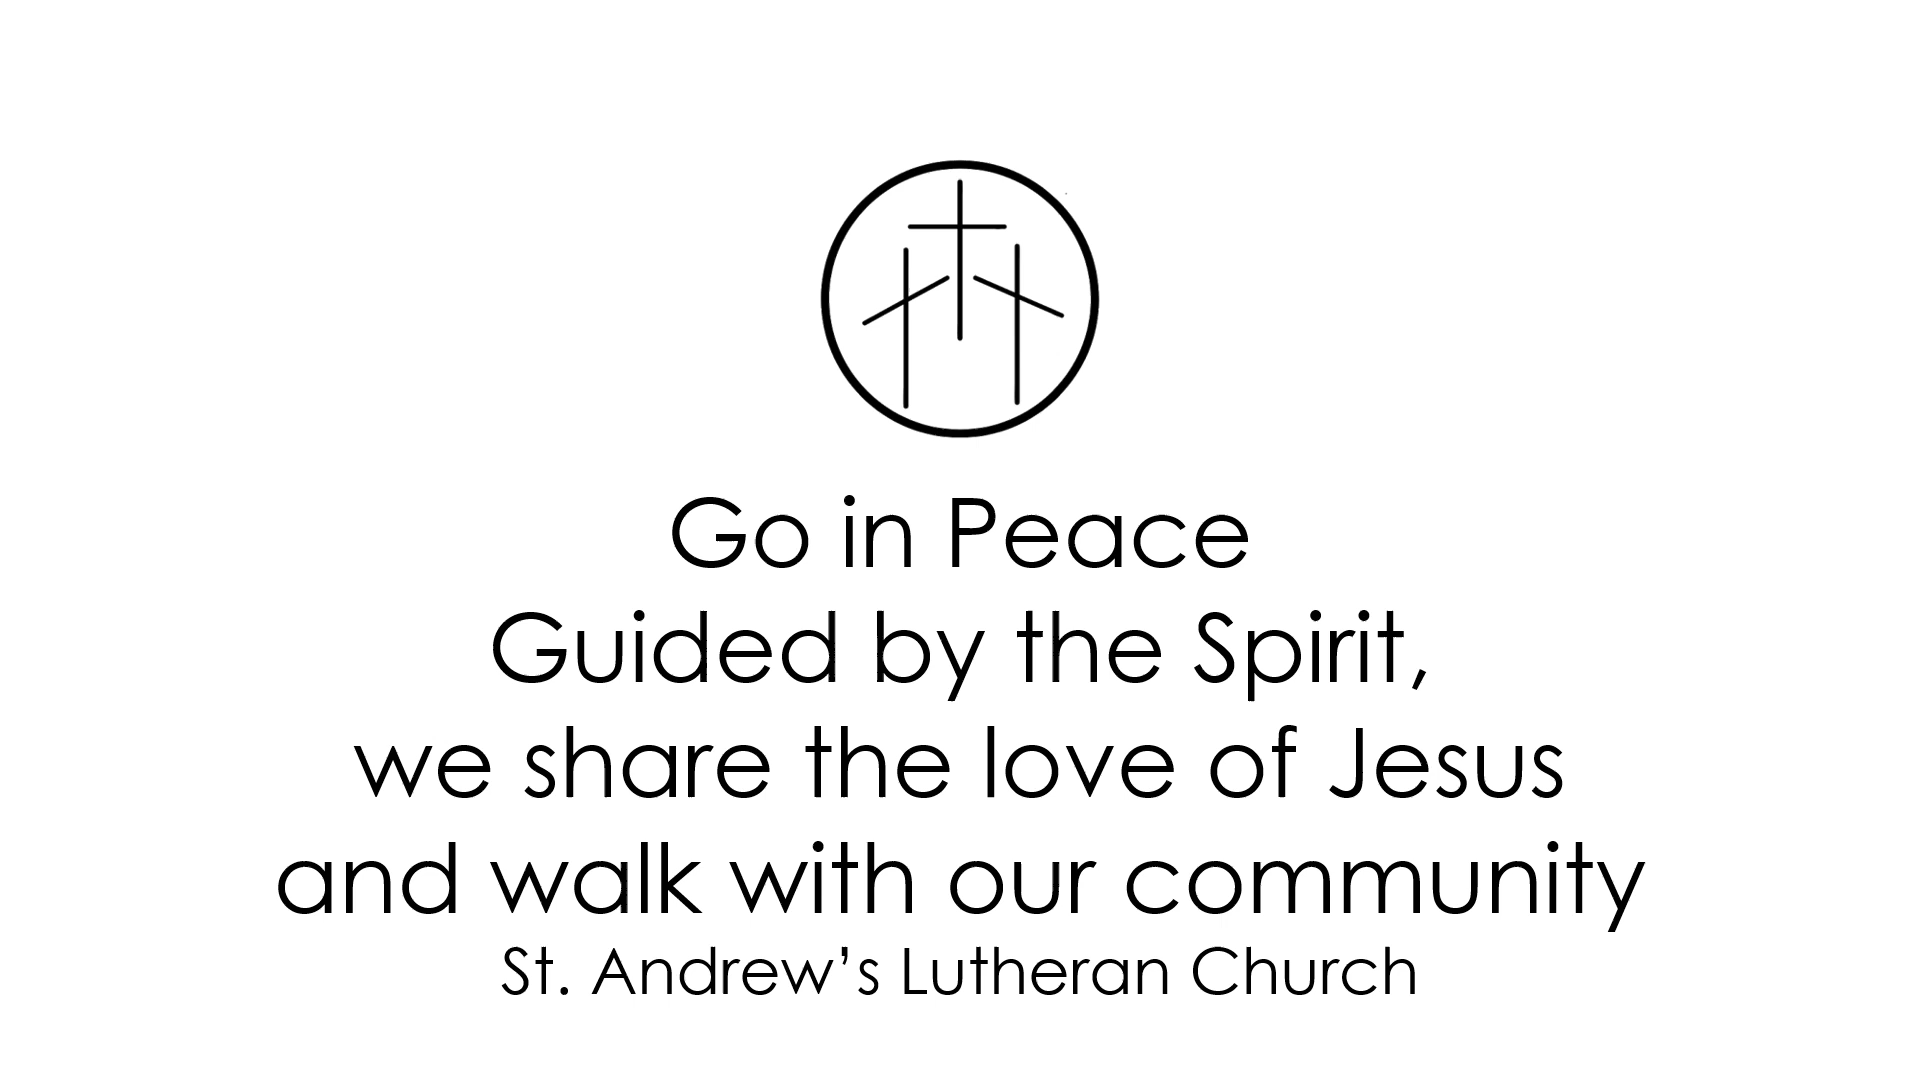 Go in Peace
Guided by the Spirit,
we share the love of Jesus
and walk with our community
St. Andrew’s Lutheran Church